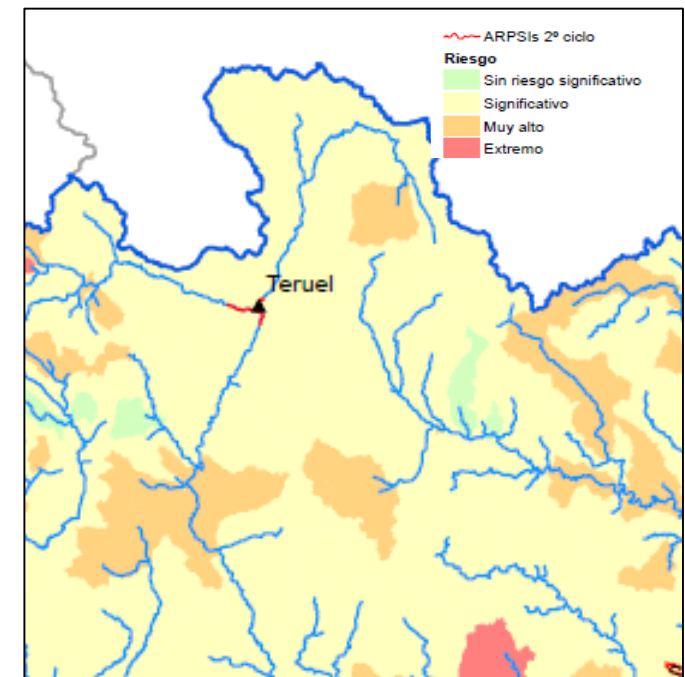 ARPSIs 2º ciclo
Riesgo
Sin riesgo significativo
Significativo
Muy alto
Extremo
Teruel